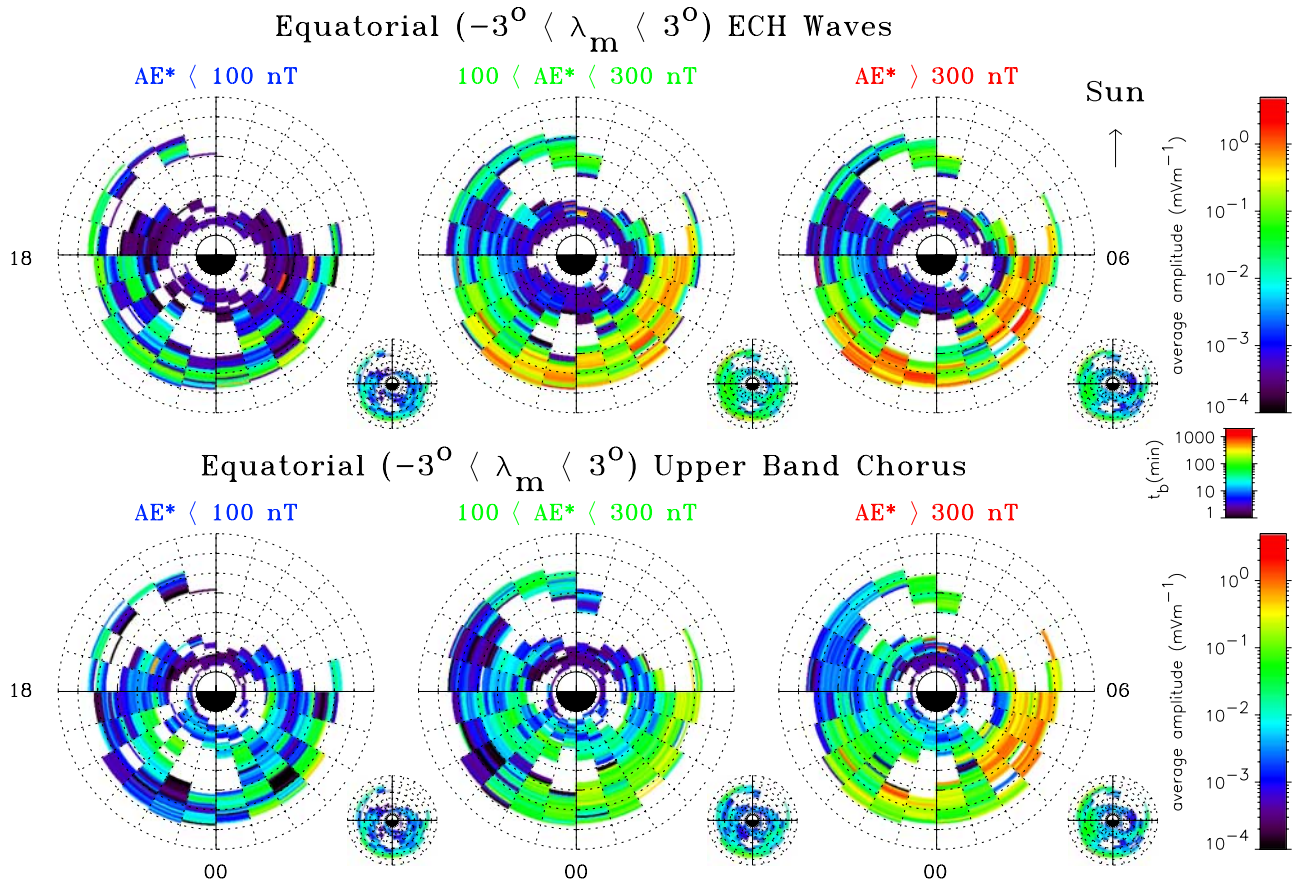 Equatorial (−3° < λm < 3°) ECH Waves
AE* < 100 nT
100 < AE* < 300 nT
AE* > 300 nT
Sun
↑
18
06
average amplitude (mVm⁻¹)
10⁰
10⁻¹
10⁻²
10⁻³
10⁻⁴
Equatorial (−3° < λm < 3°) Upper Band Chorus
tb(min)
1000
100
10
1
AE* < 100 nT
100 < AE* < 300 nT
AE* > 300 nT
18
06
average amplitude (mVm⁻¹)
10⁰
10⁻¹
10⁻²
10⁻³
10⁻⁴
00
00
00